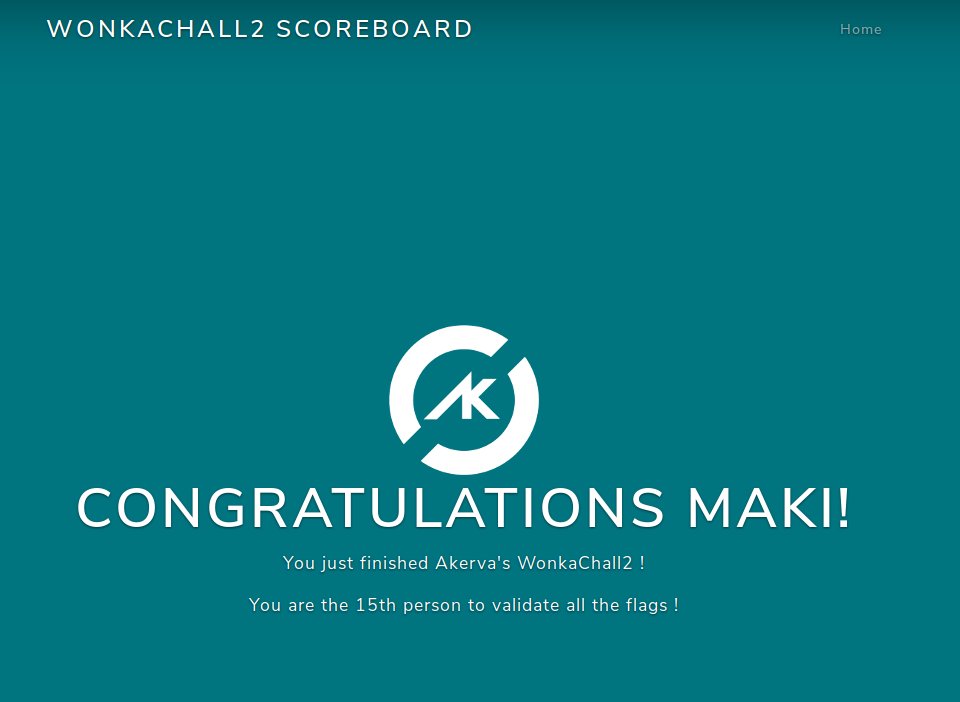 WONKACHALL2 SCOREBOARD
Home
AK
CONGRATULATIONS MAKI!
You just finished Akerva's WonkaChall2 !
You are the 15th person to validate all the flags !